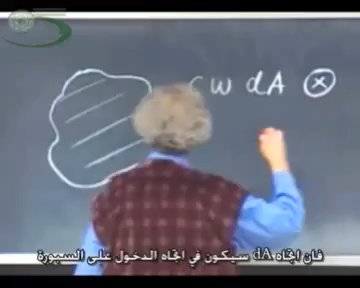 cw dA ⊗
فان اتجاه dA سيكون في اتجاه الدخول على السبورة